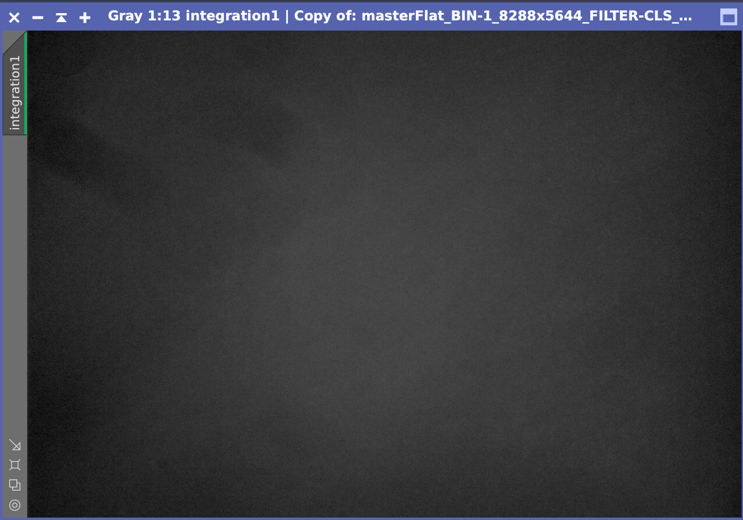 Gray 1:13 integration1 | Copy of: masterFlat_BIN-1_8288x5644_FILTER-CLS_...
integration1